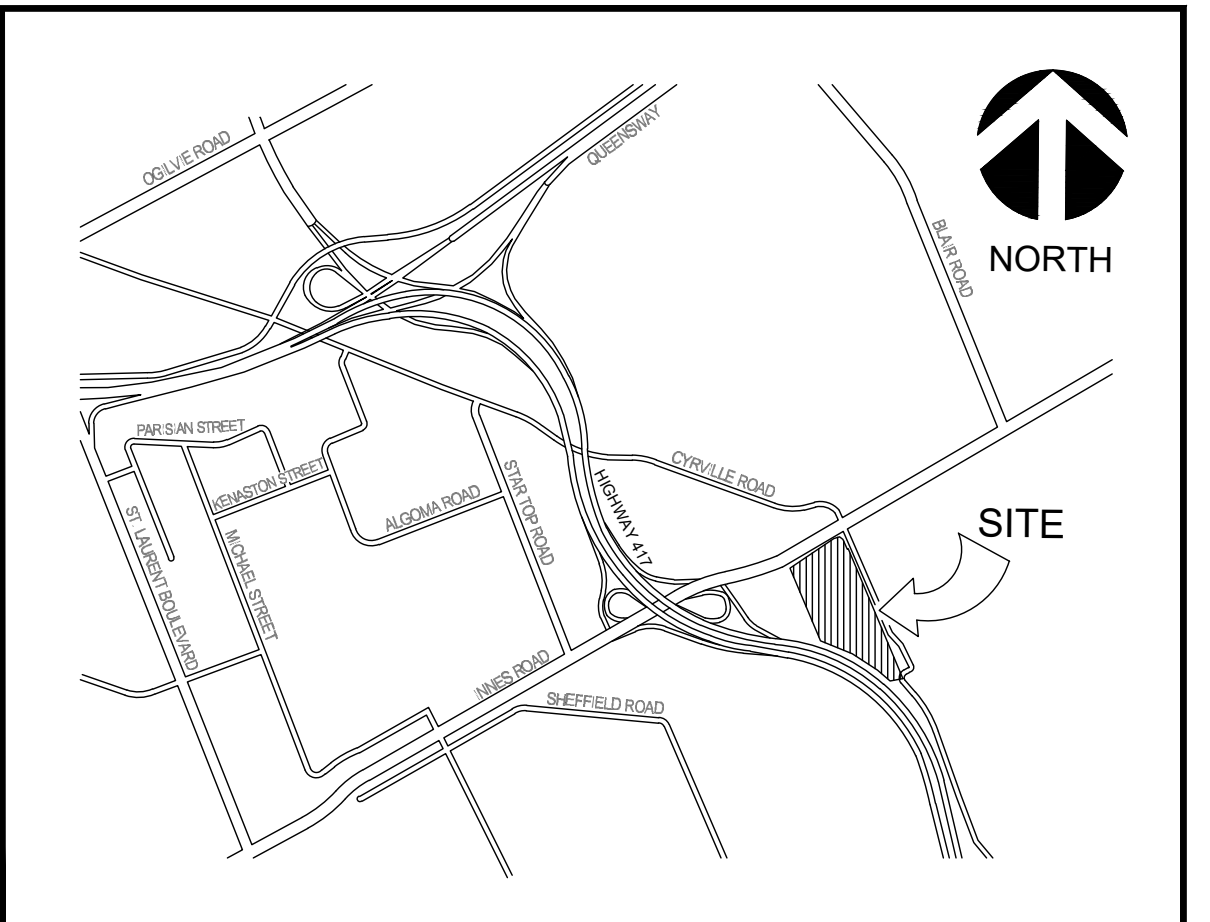 OGILVIE ROAD
QUEENSWAY
BLAIR ROAD
NORTH
PARISIAN STREET
KENASTON STREET
ALGOMA ROAD
STAR TOP ROAD
HIGHWAY 417
CYRVILLE ROAD
SITE
ST. LAURENT BOULEVARD
MICHAEL STREET
INNES ROAD
SHEFFIELD ROAD